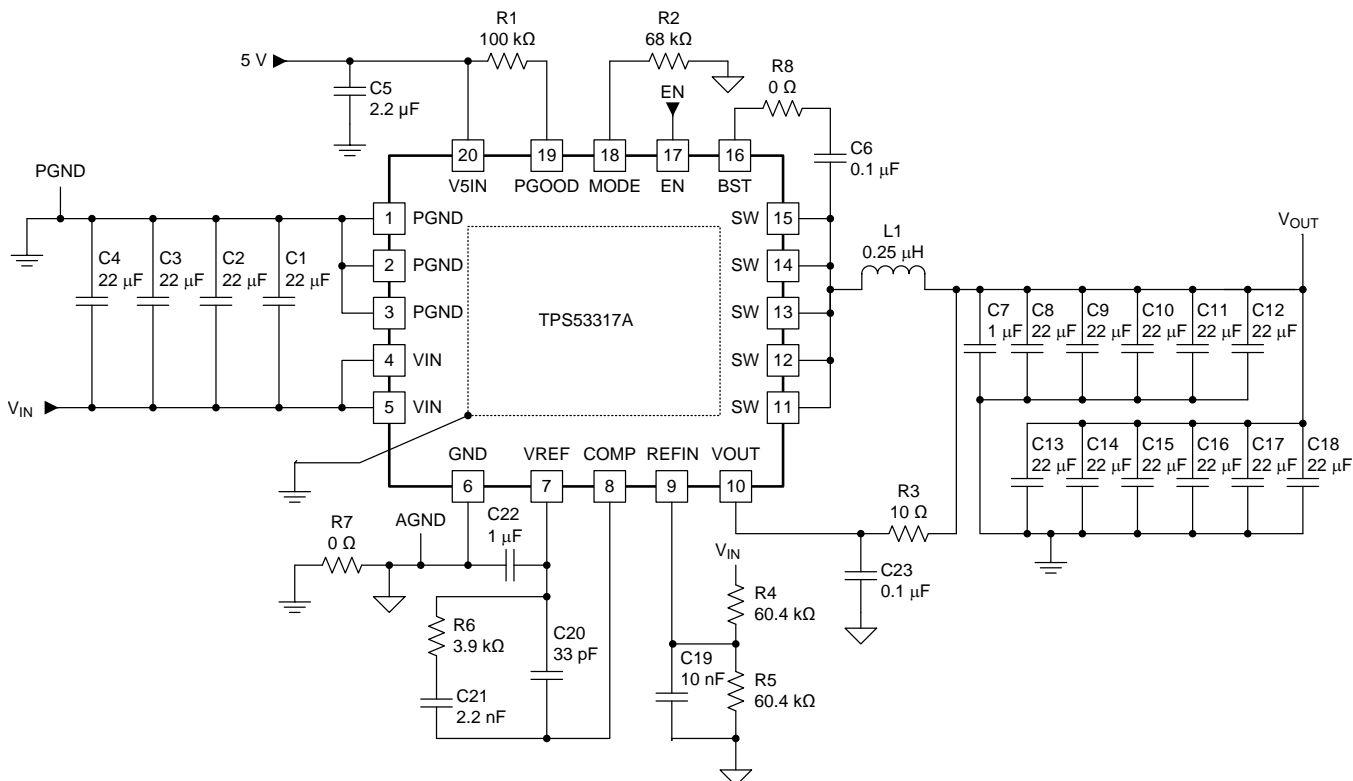 R1
100 kΩ
R2
68 kΩ
5 V
C5
2.2 µF
EN
R8
0 Ω
C6
0.1 µF
20
19
18
17
16
V5IN
PGOOD
MODE
EN
BST
PGND
1
PGND
2
PGND
3
PGND
4
VIN
5
VIN
C4
22 µF
C3
22 µF
C2
22 µF
C1
22 µF
VIN
TPS53317A
SW
15
SW
14
SW
13
SW
12
SW
11
L1
0.25 µH
VOUT
C7
1 µF
C8
22 µF
C9
22 µF
C10
22 µF
C11
22 µF
C12
22 µF
C13
22 µF
C14
22 µF
C15
22 µF
C16
22 µF
C17
22 µF
C18
22 µF
GND
VREF
COMP
REFIN
VOUT
6
7
8
9
10
R3
10 Ω
C23
0.1 µF
AGND
C22
1 µF
R7
0 Ω
R6
3.9 kΩ
C21
2.2 nF
C20
33 pF
VIN
R4
60.4 kΩ
C19
10 nF
R5
60.4 kΩ